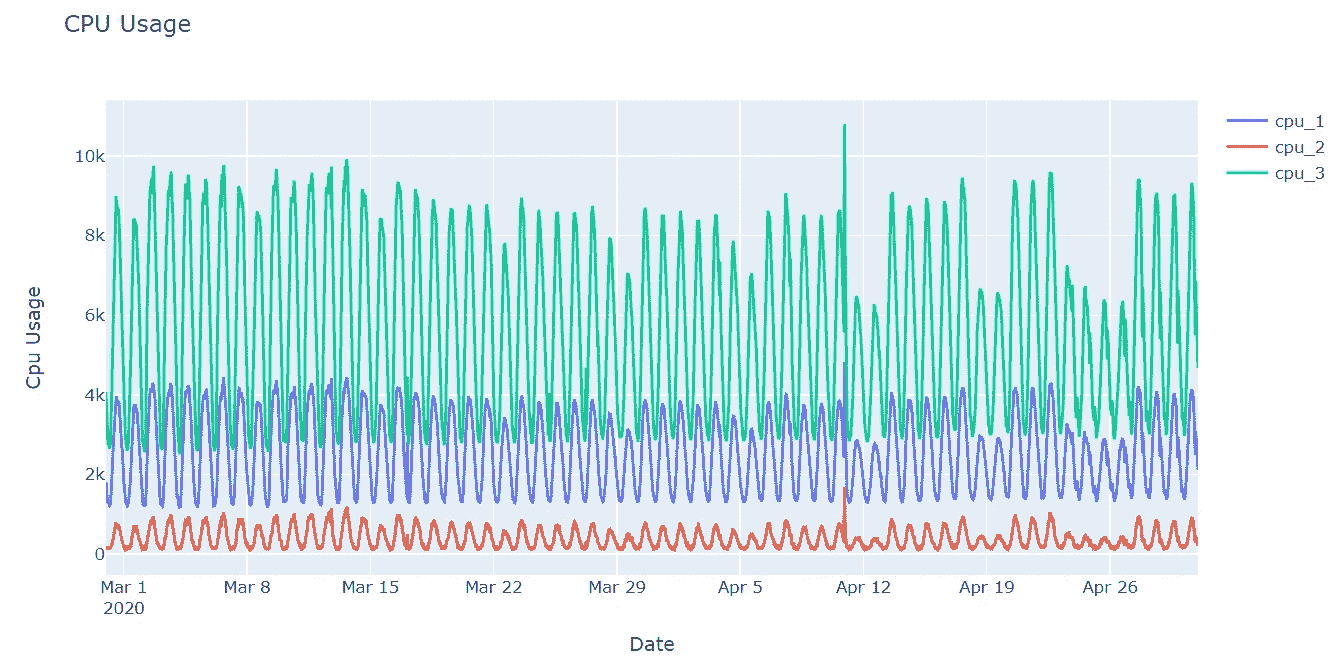 CPU Usage
cpu_1
cpu_2
cpu_3
10k
8k
6k
4k
2k
0
Cpu Usage
Mar 1
2020
Mar 8
Mar 15
Mar 22
Mar 29
Apr 5
Apr 12
Apr 19
Apr 26
Date